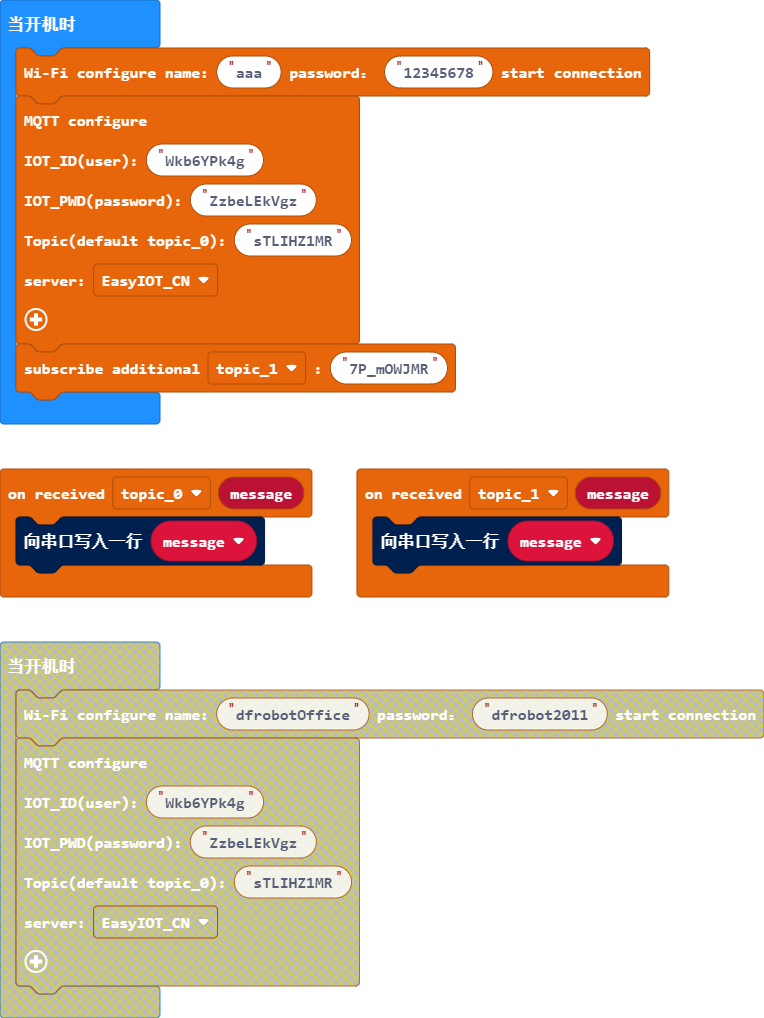 当开机时
Wi-Fi configure name: "aaa" password: "12345678" start connection
MQTT configure
IOT_ID(user): "Wkb6YPk4g"
IOT_PWD(password): "ZzbeLEkVgz"
Topic(default topic_0): "sTLIHZ1MR"
server: EasyIOT_CN
subscribe additional topic_1 : "7P_mOWJMR"
on received topic_0 message
向串口写入一行 message
on received topic_1 message
向串口写入一行 message
当开机时
Wi-Fi configure name: "dfrobotOffice" password: "dfrobot2011" start connection
MQTT configure
IOT_ID(user): "Wkb6YPk4g"
IOT_PWD(password): "ZzbeLEkVgz"
Topic(default topic_0): "sTLIHZ1MR"
server: EasyIOT_CN